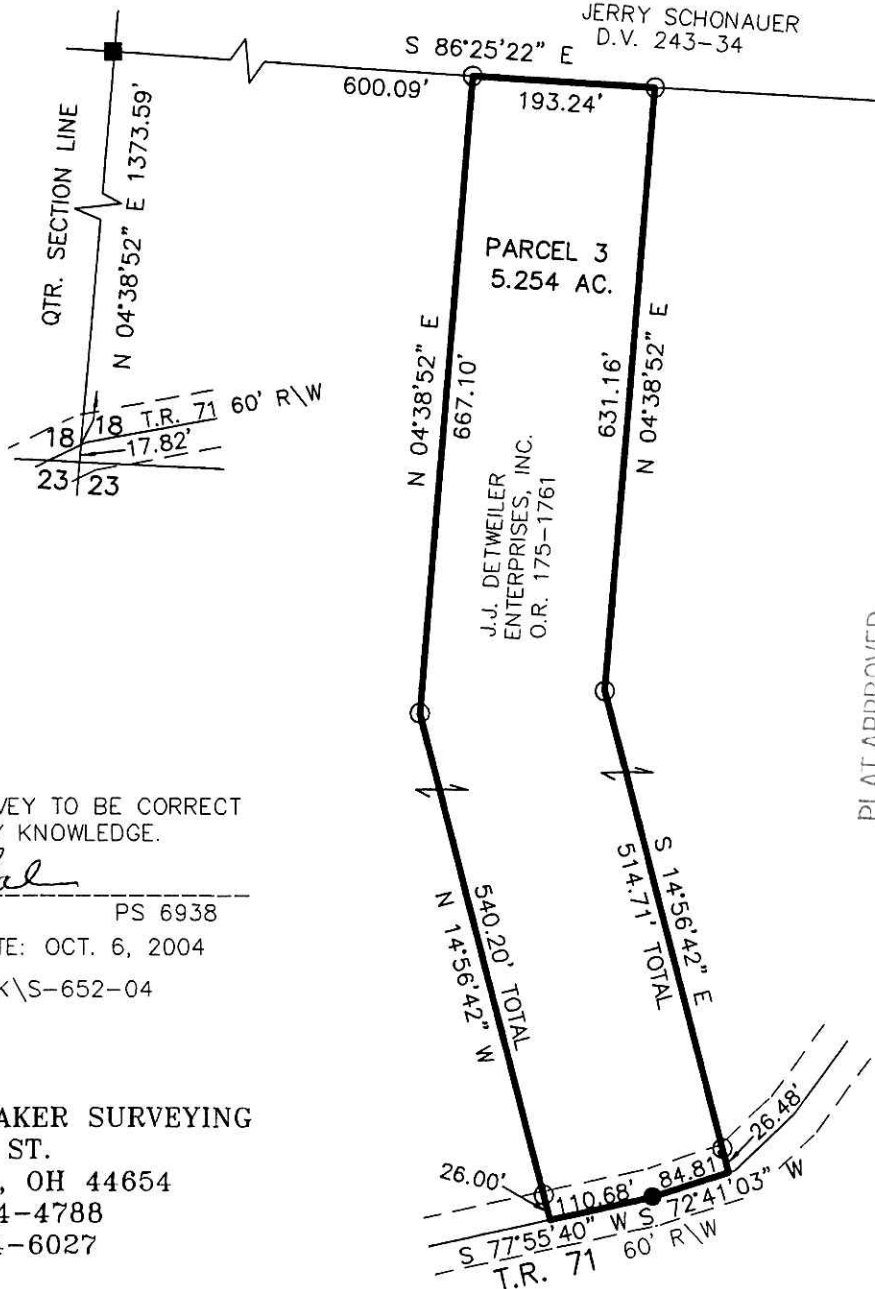 JERRY SCHONAUER
D.V. 243-34
S 86°25'22" E
600.09'
193.24'
QTR. SECTION LINE
N 04°38'52" E 1373.59'
PARCEL 3
5.254 AC.
N 04°38'52" E
667.10'
631.16'
N 04°38'52" E
T.R. 71 60' R\W
18 18
17.82'
23 23
J.J. DETWEILER
ENTERPRISES, INC.
O.R. 175-1761
PLAT APPROVED
VEY TO BE CORRECT
Y KNOWLEDGE.
PS 6938
TE: OCT. 6, 2004
K\S-652-04
540.20' TOTAL
N 14°56'42" W
S 14°56'42" E
514.71' TOTAL
AKER SURVEYING
ST.
, OH 44654
4-4788
4-6027
26.00'
110.68'
84.81'
26.48'
S 77°55'40" W
S 72°41'03" W
T.R. 71 60' R\W